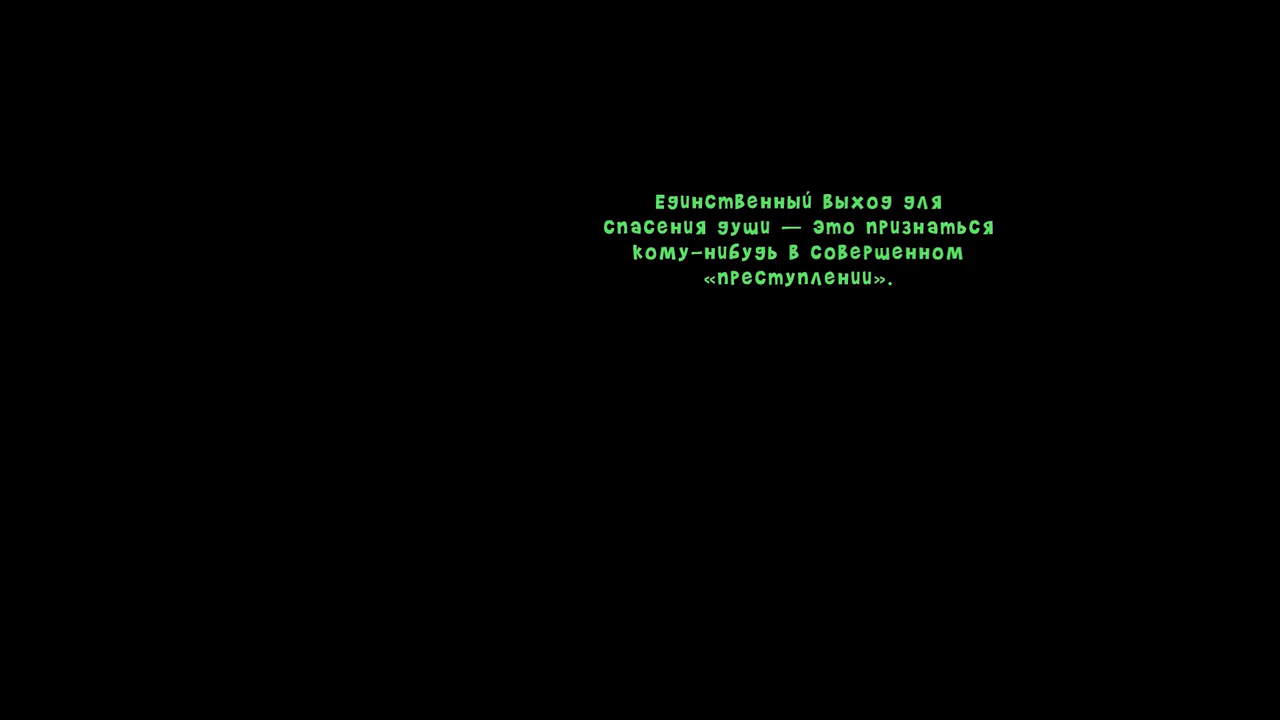 Единственный выход для
спасения души — это признаться
кому-нибудь в совершенном
«преступлении».